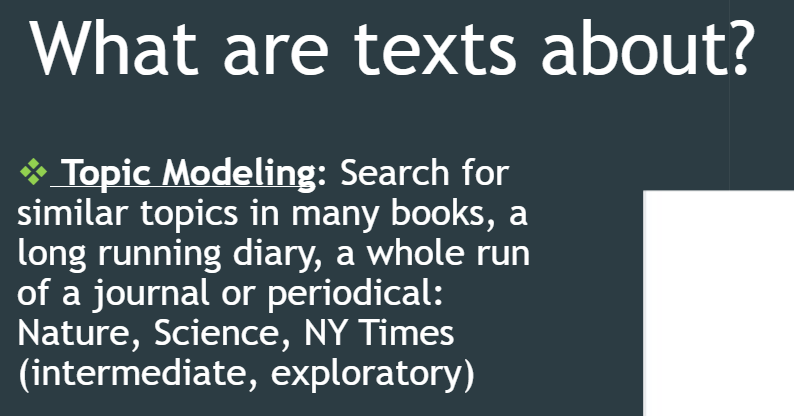 What are texts about?
❖ Topic Modeling: Search for
similar topics in many books, a
long running diary, a whole run
of a journal or periodical:
Nature, Science, NY Times
(intermediate, exploratory)